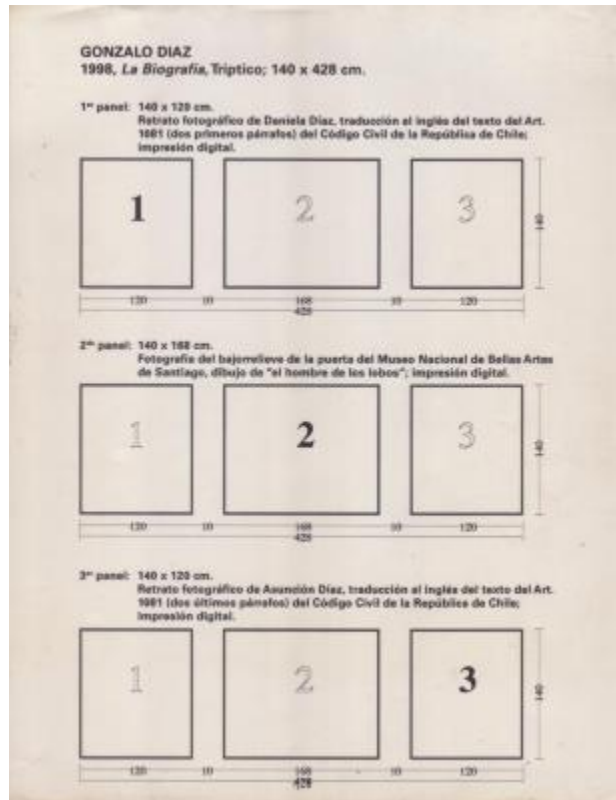 GONZALO DIAZ
1998, La Biografía, Tríptico; 140 x 428 cm.
1er panel: 140 x 120 cm.
Retrato fotográfico de Daniela Díaz, traducción al inglés del texto del Art.
1681 (dos primeros párrafos) del Código Civil de la República de Chile;
impresión digital.
1 2 3
140
120 10 168 10 120
428
2do panel: 140 x 168 cm.
Fotografía del bajorrelieve de la puerta del Museo Nacional de Bellas Artes
de Santiago, dibujo de "el hombre de los lobos"; impresión digital.
1 2 3
140
120 10 168 10 120
428
3er panel: 140 x 120 cm.
Retrato fotográfico de Asunción Díaz, traducción al inglés del texto del Art.
1681 (dos últimos párrafos) del Código Civil de la República de Chile;
impresión digital.
1 2 3
140
120 10 168 10 120
428